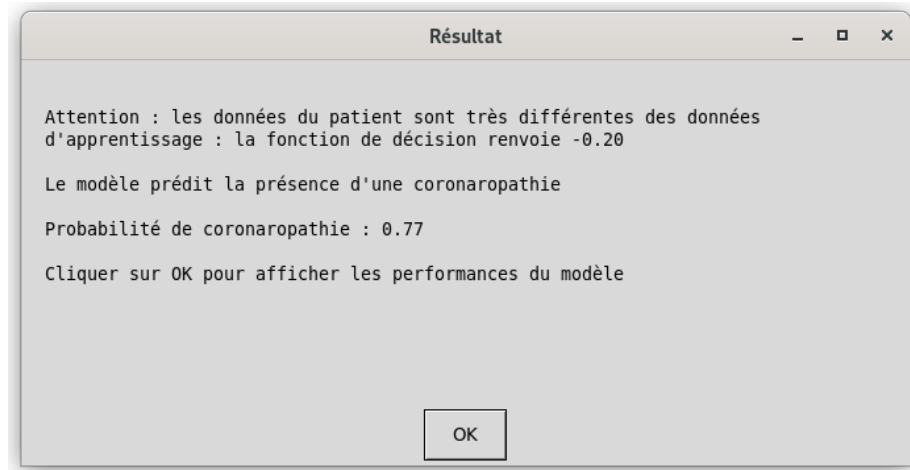 Résultat
Attention : les données du patient sont très différentes des données
d'apprentissage : la fonction de décision renvoie -0.20
Le modèle prédit la présence d'une coronaropathie
Probabilité de coronaropathie : 0.77
Cliquer sur OK pour afficher les performances du modèle
OK